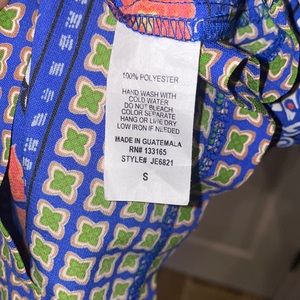 100% POLYESTER
HAND WASH WITH
COLD WATER
DO NOT BLEACH
COLOR SEPARATE
HANG OR LINE DRY
LOW IRON IF NEEDED
MADE IN GUATEMALA
RN# 133165
STYLE# JE6821
S